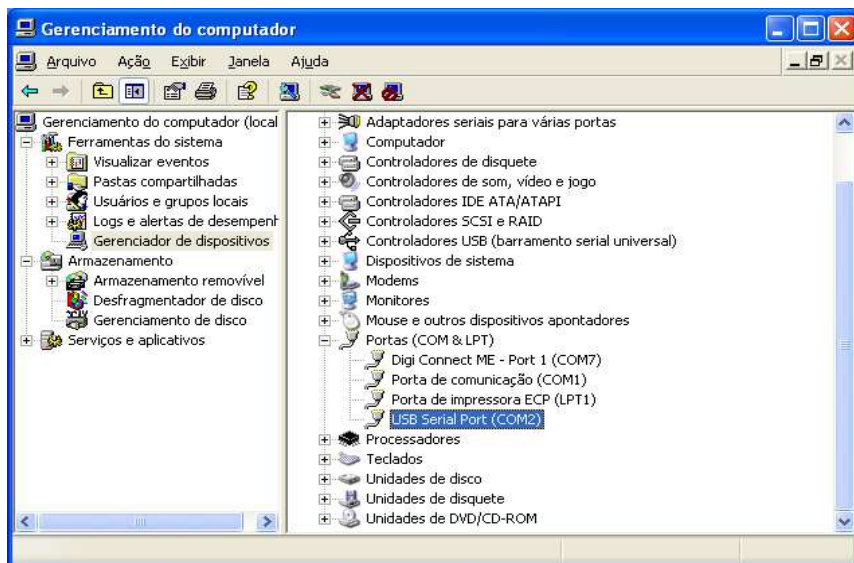 Gerenciamento do computador
Arquivo Ação Exibir Janela Ajuda
Gerenciamento do computador (local
Ferramentas do sistema
Visualizar eventos
Pastas compartilhadas
Usuários e grupos locais
Logs e alertas de desempenh
Gerenciador de dispositivos
Armazenamento
Armazenamento removível
Desfragmentador de disco
Gerenciamento de disco
Serviços e aplicativos
Adaptadores seriais para várias portas
Computador
Controladores de disquete
Controladores de som, vídeo e jogo
Controladores IDE ATA/ATAPI
Controladores SCSI e RAID
Controladores USB (barramento serial universal)
Dispositivos de sistema
Modems
Monitores
Mouse e outros dispositivos apontadores
Portas (COM & LPT)
Digi Connect ME - Port 1 (COM7)
Porta de comunicação (COM1)
Porta de impressora ECP (LPT1)
USB Serial Port (COM2)
Processadores
Teclados
Unidades de disco
Unidades de disquete
Unidades de DVD/CD-ROM